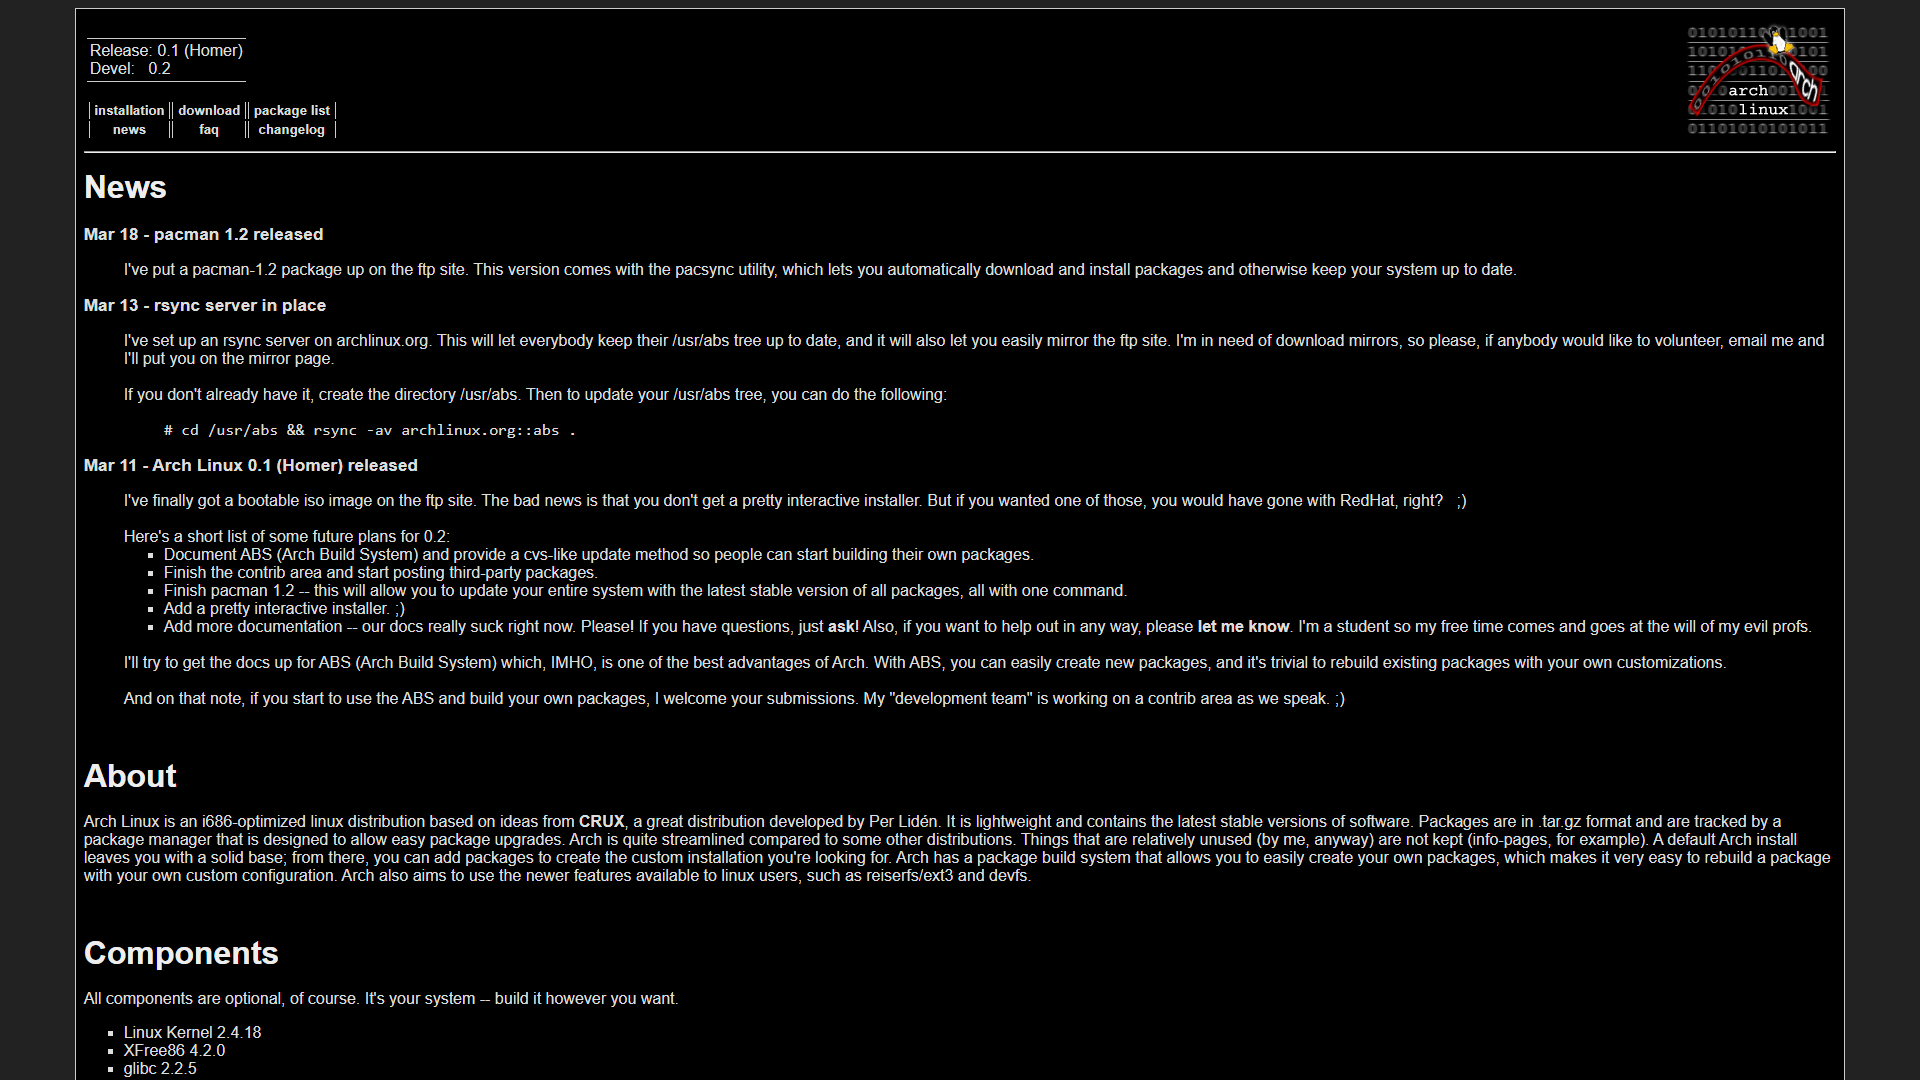 Release: 0.1 (Homer)
Devel: 0.2
installation download package list
news faq changelog
arch
arch
linux
News
Mar 18 - pacman 1.2 released
I've put a pacman-1.2 package up on the ftp site. This version comes with the pacsync utility, which lets you automatically download and install packages and otherwise keep your system up to date.
Mar 13 - rsync server in place
I've set up an rsync server on archlinux.org. This will let everybody keep their /usr/abs tree up to date, and it will also let you easily mirror the ftp site. I'm in need of download mirrors, so please, if anybody would like to volunteer, email me and
I'll put you on the mirror page.
If you don't already have it, create the directory /usr/abs. Then to update your /usr/abs tree, you can do the following:
# cd /usr/abs && rsync -av archlinux.org::abs .
Mar 11 - Arch Linux 0.1 (Homer) released
I've finally got a bootable iso image on the ftp site. The bad news is that you don't get a pretty interactive installer. But if you wanted one of those, you would have gone with RedHat, right? ;)
Here's a short list of some future plans for 0.2:
Document ABS (Arch Build System) and provide a cvs-like update method so people can start building their own packages.
Finish the contrib area and start posting third-party packages.
Finish pacman 1.2 -- this will allow you to update your entire system with the latest stable version of all packages, all with one command.
Add a pretty interactive installer. ;)
Add more documentation -- our docs really suck right now. Please! If you have questions, just ask! Also, if you want to help out in any way, please let me know. I'm a student so my free time comes and goes at the will of my evil profs.
I'll try to get the docs up for ABS (Arch Build System) which, IMHO, is one of the best advantages of Arch. With ABS, you can easily create new packages, and it's trivial to rebuild existing packages with your own customizations.
And on that note, if you start to use the ABS and build your own packages, I welcome your submissions. My "development team" is working on a contrib area as we speak. ;)
About
Arch Linux is an i686-optimized linux distribution based on ideas from CRUX, a great distribution developed by Per Lidén. It is lightweight and contains the latest stable versions of software. Packages are in .tar.gz format and are tracked by a
package manager that is designed to allow easy package upgrades. Arch is quite streamlined compared to some other distributions. Things that are relatively unused (by me, anyway) are not kept (info-pages, for example). A default Arch install
leaves you with a solid base; from there, you can add packages to create the custom installation you're looking for. Arch has a package build system that allows you to easily create your own packages, which makes it very easy to rebuild a package
with your own custom configuration. Arch also aims to use the newer features available to linux users, such as reiserfs/ext3 and devfs.
Components
All components are optional, of course. It's your system -- build it however you want.
Linux Kernel 2.4.18
XFree86 4.2.0
glibc 2.2.5